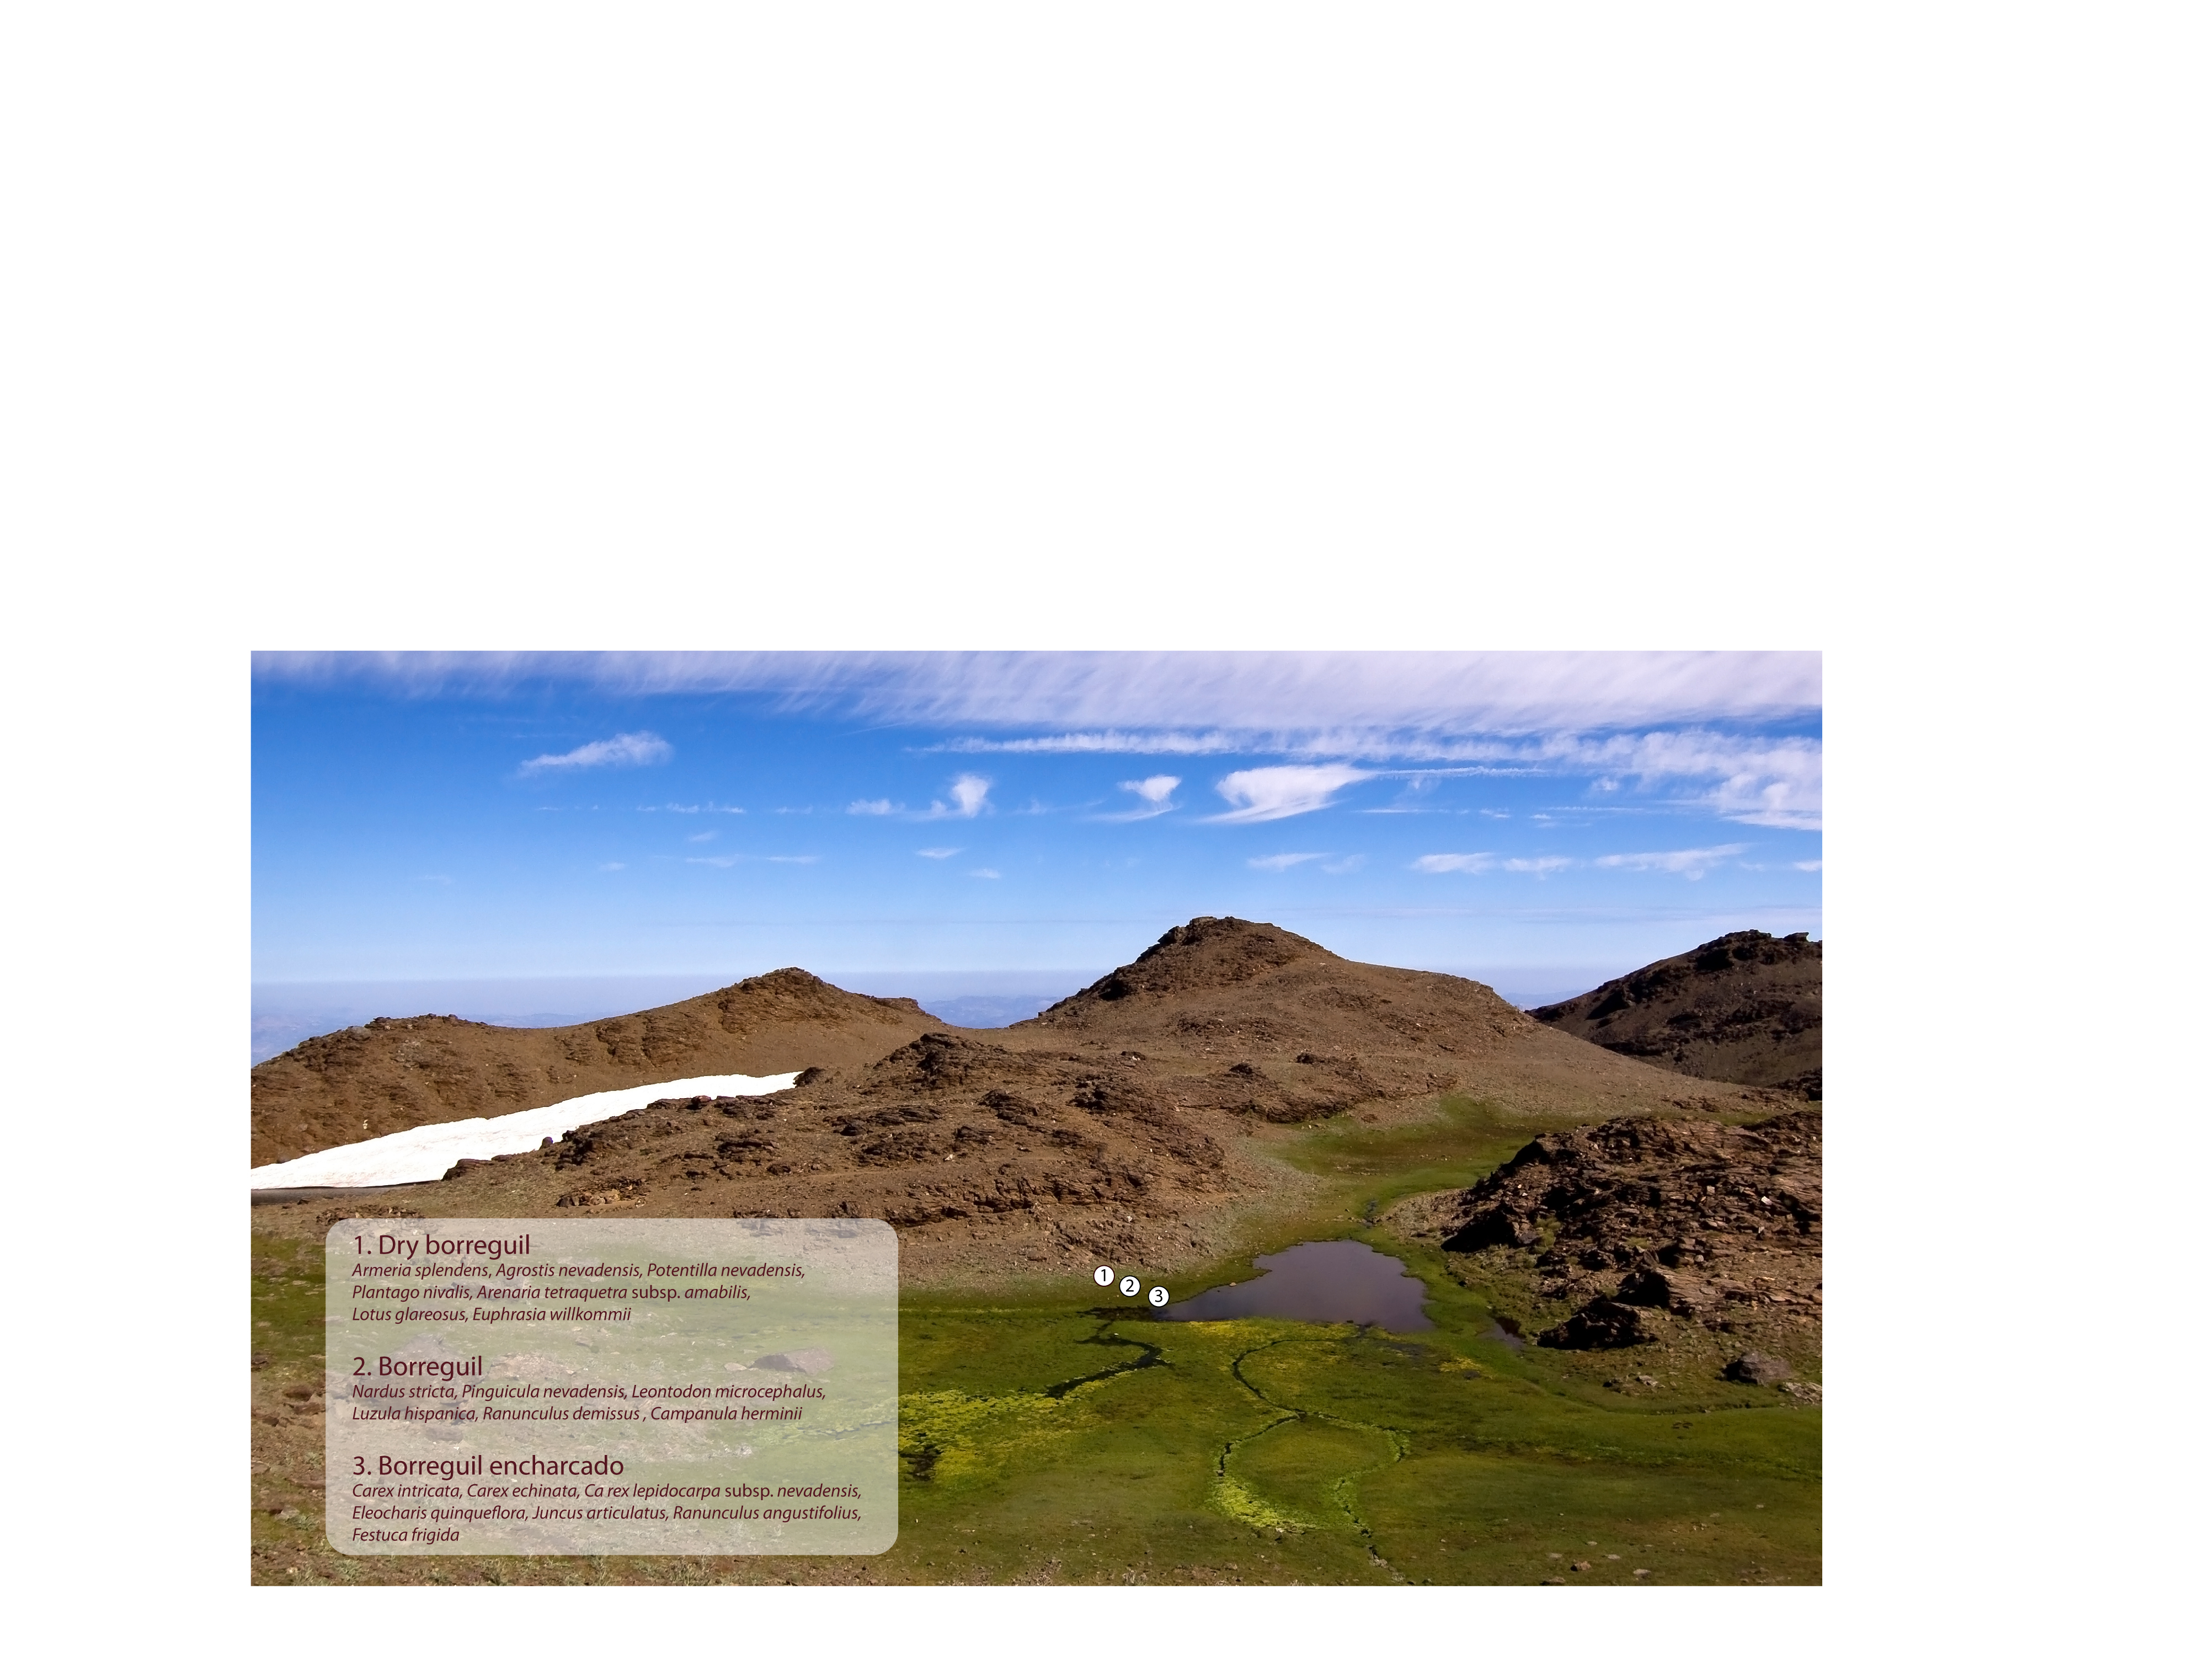 1. Dry borreguil
Armeria splendens, Agrostis nevadensis, Potentilla nevadensis,
Plantago nivalis, Arenaria tetraquetra subsp. amabilis,
Lotus glareosus, Euphrasia willkommii
2. Borreguil
Nardus stricta, Pinguicula nevadensis, Leontodon microcephalus,
Luzula hispanica, Ranunculus demissus , Campanula herminii
3. Borreguil encharcado
Carex intricata, Carex echinata, Ca rex lepidocarpa subsp. nevadensis,
Eleocharis quinqueflora, Juncus articulatus, Ranunculus angustifolius,
Festuca frigida
1
2
3